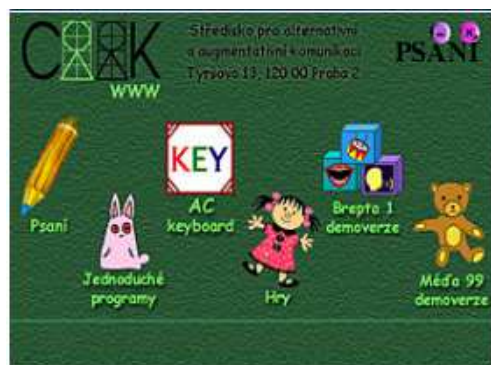 Středisko pro alternativní
a augmentativní komunikaci
Tyršova 13, 120 00 Praha 2
PSANÍ
WWW
KEY
AC
keyboard
Brepta 1
demoverze
Psaní
Jednoduché
programy
Hry
Méďa 99
demoverze